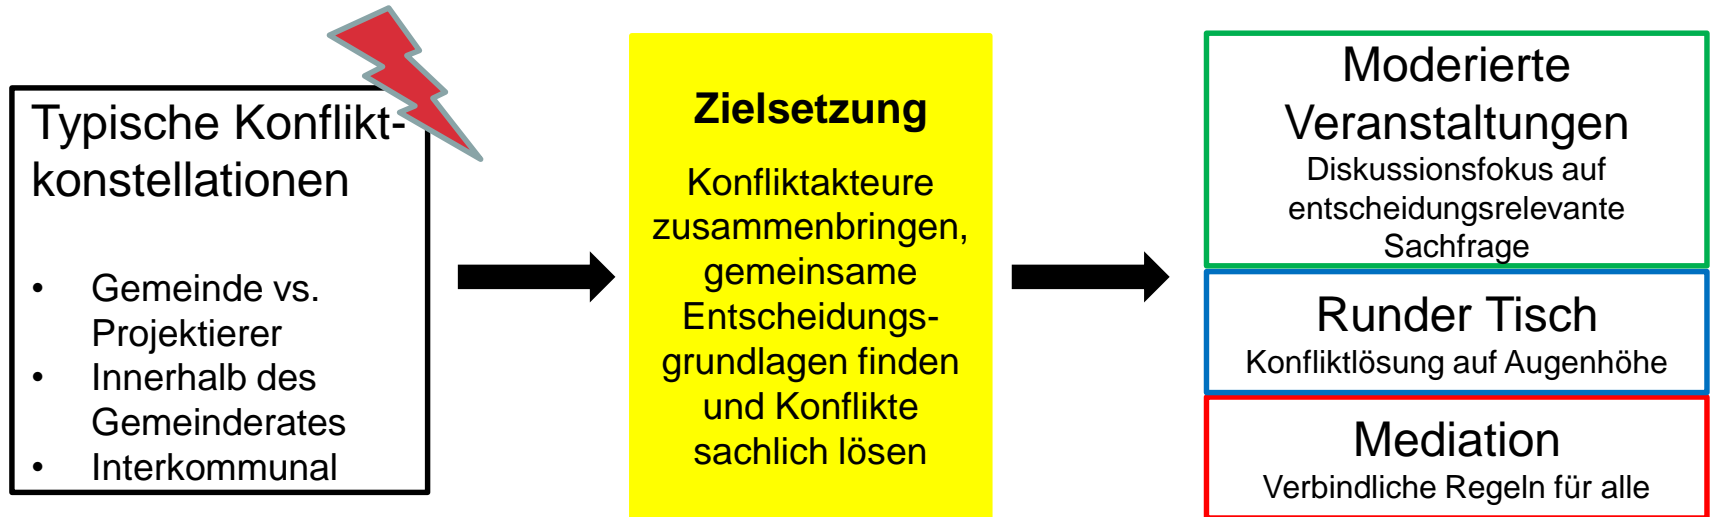 Typische Konflikt-
konstellationen
• Gemeinde vs.
Projektierer
• Innerhalb des
Gemeinderates
• Interkommunal
Zielsetzung
Konfliktakteure
zusammenbringen,
gemeinsame
Entscheidungs-
grundlagen finden
und Konflikte
sachlich lösen
Moderierte
Veranstaltungen
Diskussionsfokus auf
entscheidungsrelevante
Sachfrage
Runder Tisch
Konfliktlösung auf Augenhöhe
Mediation
Verbindliche Regeln für alle